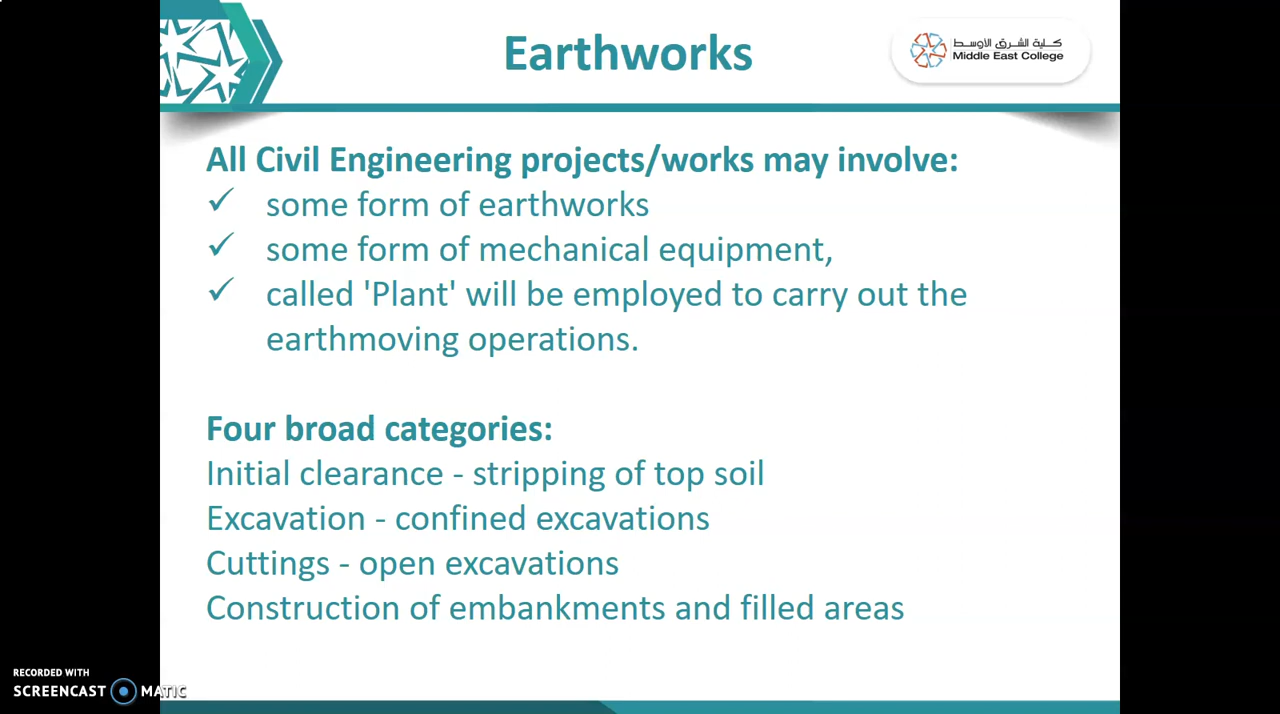 Earthworks
كلية الشرق الأوسط
Middle East College
All Civil Engineering projects/works may involve:
✓ some form of earthworks
✓ some form of mechanical equipment,
✓ called 'Plant' will be employed to carry out the
earthmoving operations.
Four broad categories:
Initial clearance - stripping of top soil
Excavation - confined excavations
Cuttings - open excavations
Construction of embankments and filled areas
RECORDED WITH
SCREENCAST MATIC